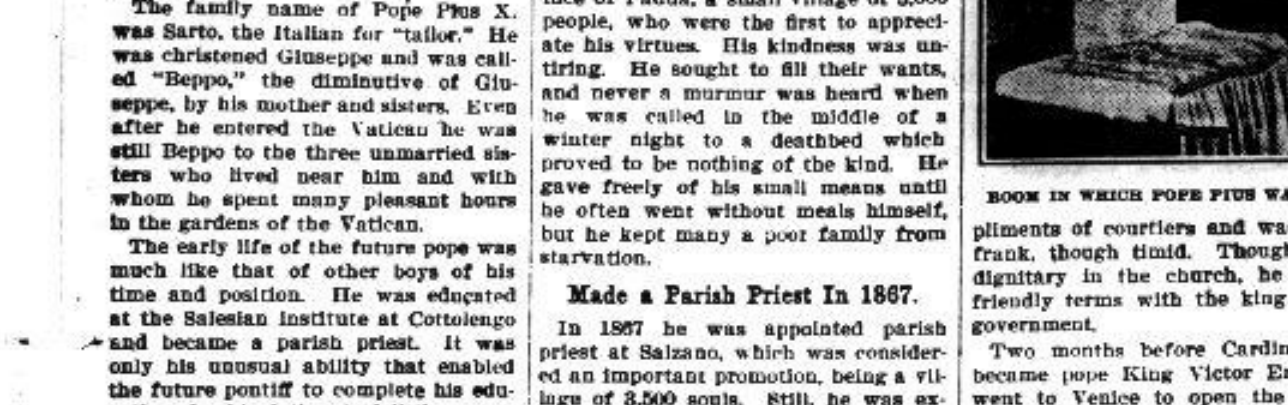 The family name of Pope Pius X.
was Sarto, the Italian for "tailor." He
was christened Giuseppe and was call-
ed "Beppo," the diminutive of Giu-
seppe, by his mother and sisters. Even
after he entered the Vatican he was
still Beppo to the three unmarried sis-
ters who lived near him and with
whom he spent many pleasant hours
in the gardens of the Vatican.
The early life of the future pope was
much like that of other boys of his
time and position. He was educated
at the Salesian institute at Cottolengo
and became a parish priest. It was
only his unusual ability that enabled
the future pontiff to complete his edu-
of Padua, a small village of
people, who were the first to appreci-
ate his virtues. His kindness was un-
tiring. He sought to fill their wants,
and never a murmur was heard when
he was called in the middle of a
winter night to a deathbed which
proved to be nothing of the kind. He
gave freely of his small means until
he often went without meals himself,
but he kept many a poor family from
starvation.
Made a Parish Priest In 1867.
In 1867 he was appointed parish
priest at Salzano, which was consider-
ed an important promotion, being a vil-
lage of 3,500 souls. Still, he was ex-
ROOM IN WHICH POPE PIUS
pliments of courtiers and
frank, though timid.
dignitary in the church, he
friendly terms with the king
government.
Two months before
became pope King Victor
went to Venice to open the